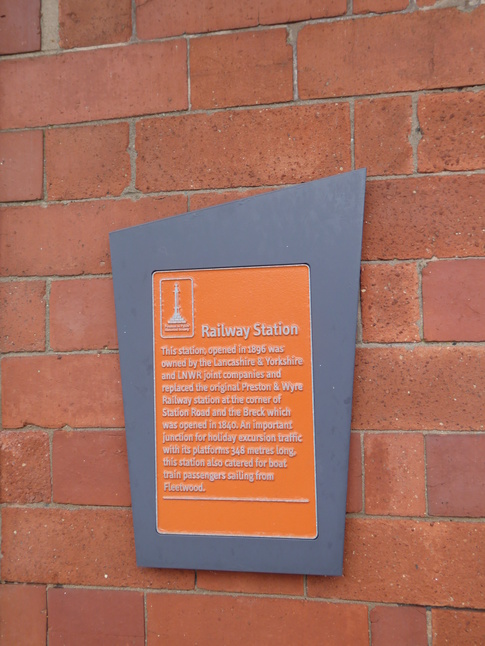 Railway Station
This station, opened in 1896 was
owned by the Lancashire & Yorkshire
and LNWR joint companies and
replaced the original Preston & Wyre
Railway station at the corner of
Station Road and the Breck which
was opened in 1840. An important
junction for holiday excursion traffic
with its platforms 348 metres long,
this station also catered for boat
train passengers sailing from
Fleetwood.